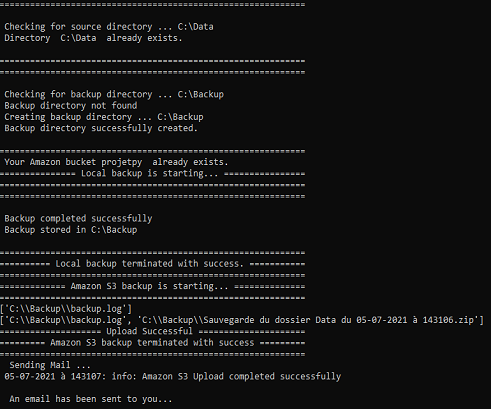 =============================================================
Checking for source directory ... C:\Data
Directory  C:\Data  already exists.
=============================================================
=============================================================
Checking for backup directory ... C:\Backup
Backup directory not found
Creating backup directory ... C:\Backup
Backup directory successfully created.
=============================================================
Your Amazon bucket projetpy  already exists.
=============== Local backup is starting... ================
=============================================================
=============================================================
Backup completed successfully
Backup stored in C:\Backup
=============================================================
========== Local backup terminated with success. ===========
=============================================================
============= Amazon S3 backup is starting... ==============
=============================================================
['C:\\Backup\\backup.log']
['C:\\Backup\\backup.log', 'C:\\Backup\\Sauvegarde du dossier Data du 05-07-2021 à 143106.zip']
==================== Upload Successful =====================
========= Amazon S3 backup terminated with success =========
=============================================================
Sending Mail ...
05-07-2021 à 143107: info: Amazon S3 Upload completed successfully
An email has been sent to you...